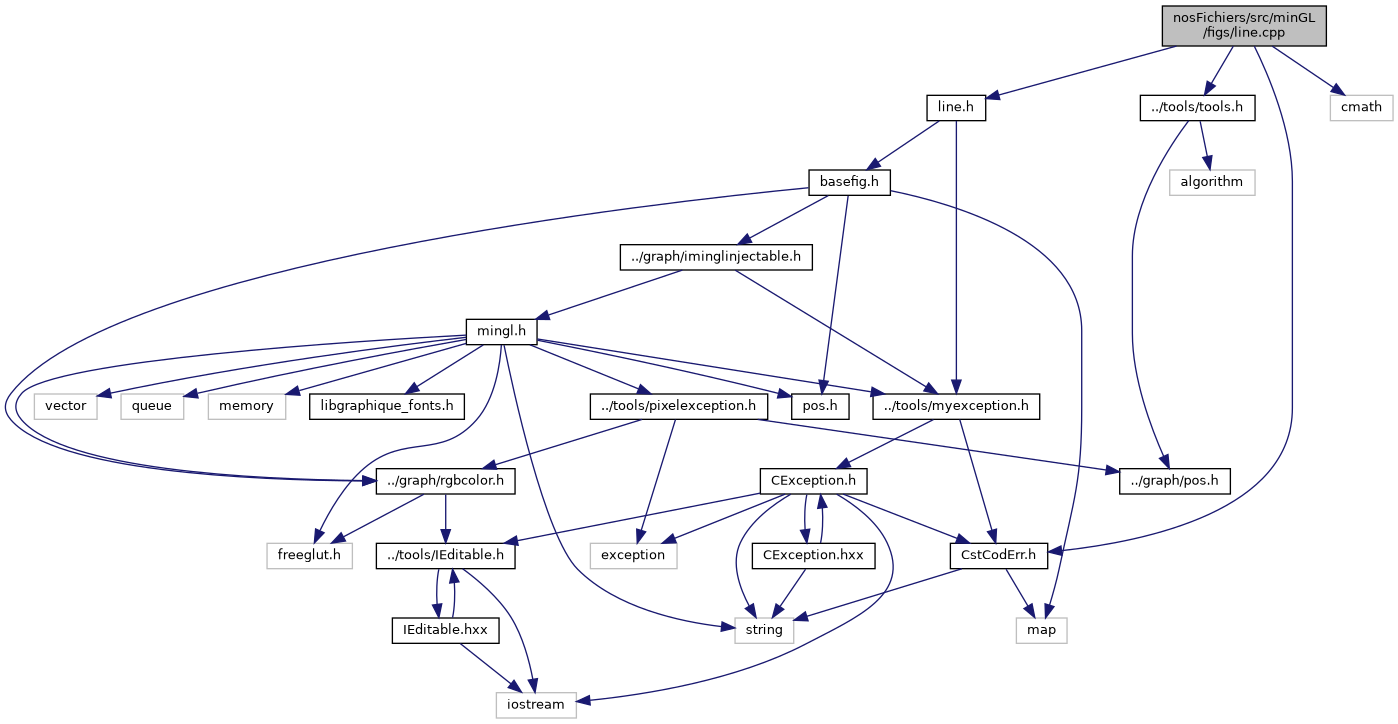 nosFichiers/src/minGL
/figs/line.cpp
line.h
../tools/tools.h
cmath
basefig.h
algorithm
../graph/iminglinjectable.h
mingl.h
vector
queue
memory
libgraphique_fonts.h
../tools/pixelexception.h
pos.h
../tools/myexception.h
../graph/rgbcolor.h
CException.h
../graph/pos.h
freeglut.h
../tools/IEditable.h
exception
CException.hxx
CstCodErr.h
IEditable.hxx
string
map
iostream